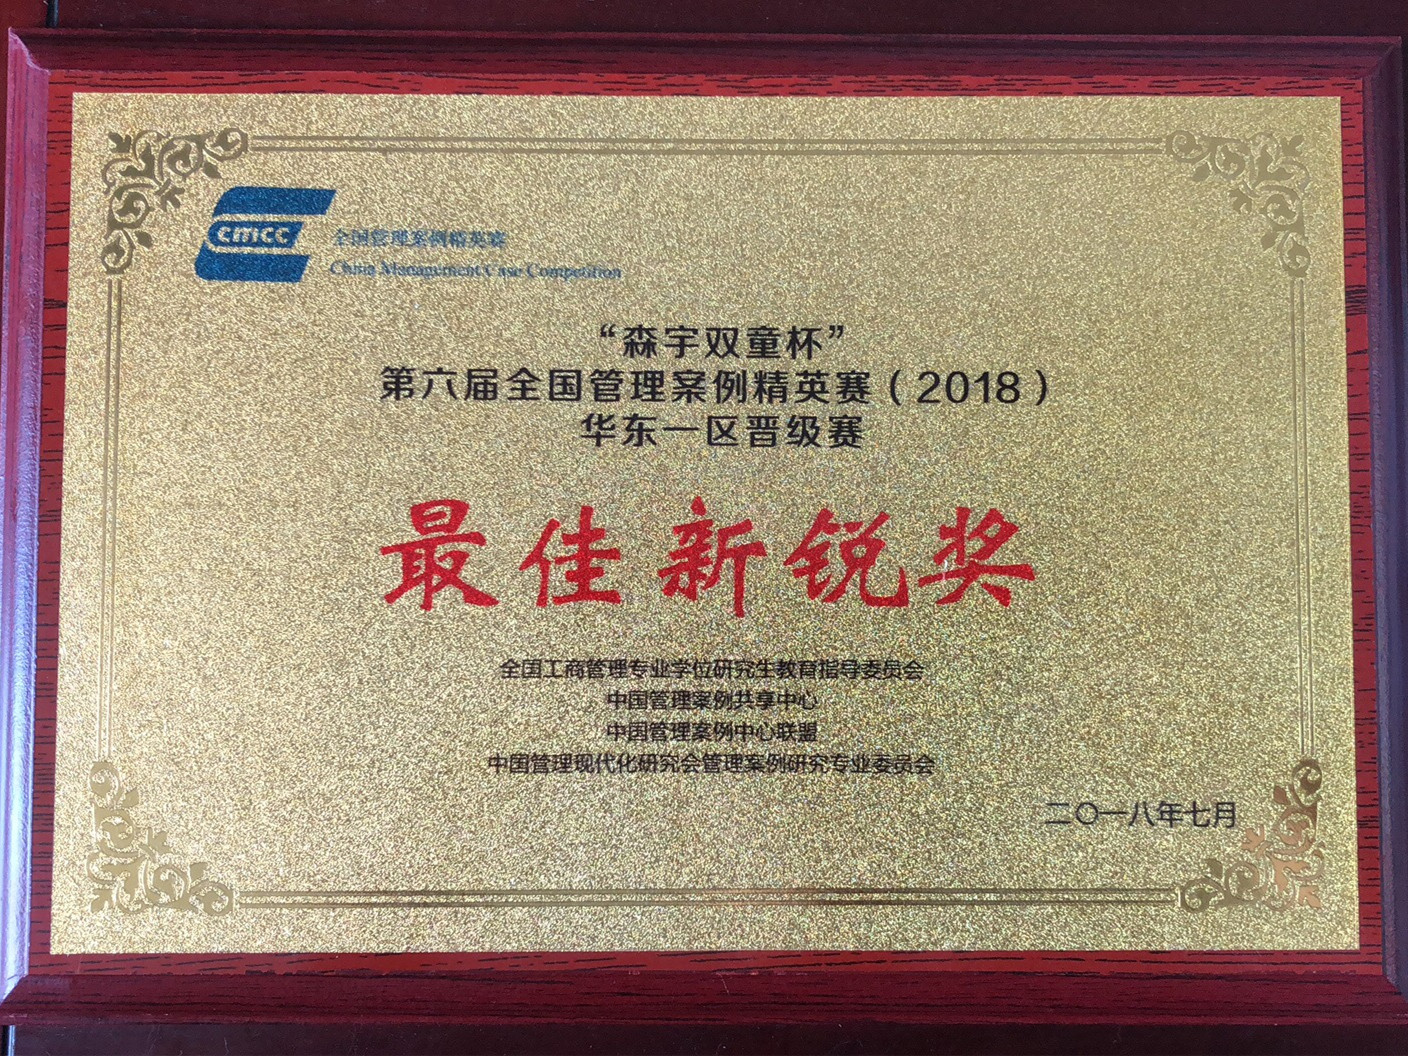 cmcc
全国管理案例精英赛
China Management Case Competition
“森宇双童杯”
第六届全国管理案例精英赛（2018）
华东一区晋级赛
最佳新锐奖
全国工商管理专业学位研究生教育指导委员会
中国管理案例共享中心
中国管理案例中心联盟
中国管理现代化研究会管理案例研究专业委员会
二〇一八年七月